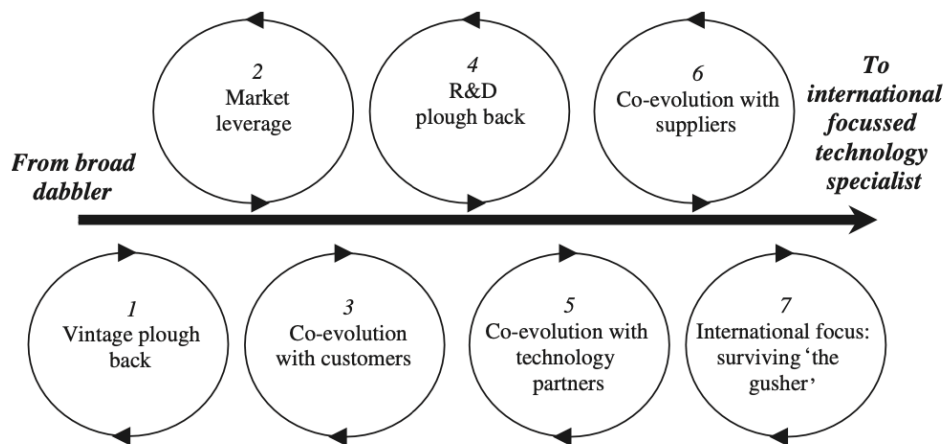 From broad
dabbler
1
Vintage plough
back
2
Market
leverage
3
Co-evolution
with customers
4
R&D
plough back
5
Co-evolution with
technology
partners
6
Co-evolution with
suppliers
7
International focus:
surviving ‘the
gusher’
To
international
focussed
technology
specialist